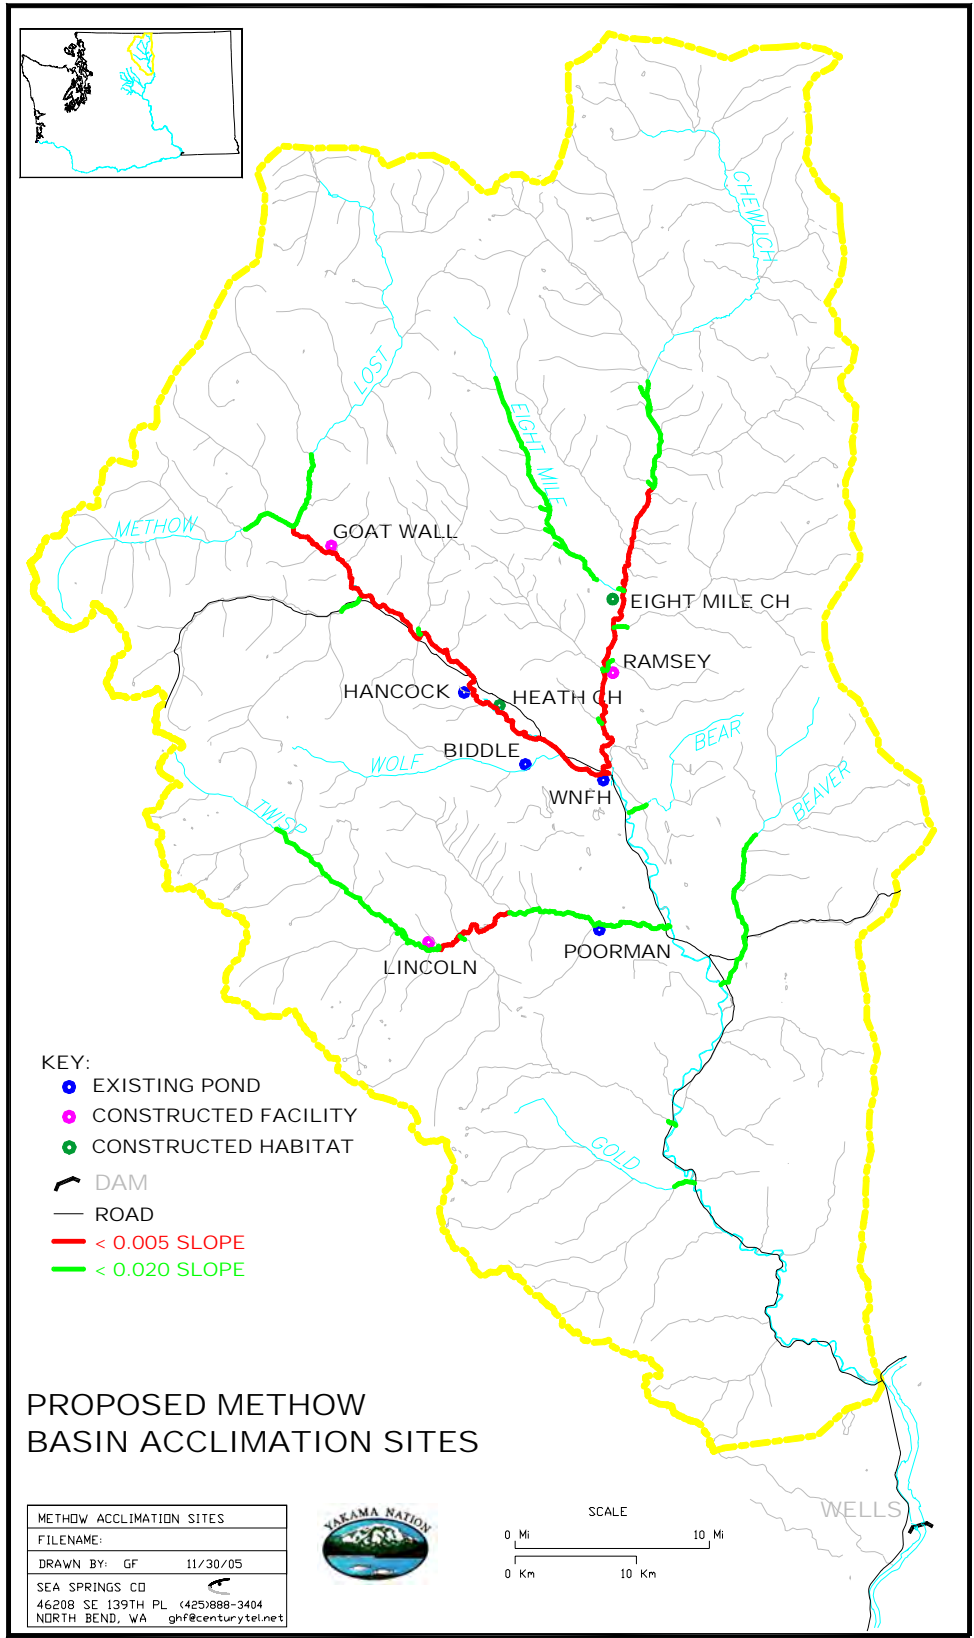 CHEWUCH
LOST
EIGHT MILE
METHOW
GOAT WALL
EIGHT MILE CH
RAMSEY
HANCOCK
HEATH CH
BEAR
BIDDLE
WOLF
BEAVER
WNFH
TWISP
POORMAN
LINCOLN
KEY:
EXISTING POND
CONSTRUCTED FACILITY
CONSTRUCTED HABITAT
DAM
ROAD
< 0.005 SLOPE
< 0.020 SLOPE
GOLD
PROPOSED METHOW
BASIN ACCLIMATION SITES
WELLS
METHOW ACCLIMATION SITES
FILENAME:
DRAWN BY: GF 11/30/05
SEA SPRINGS CO
46208 SE 139TH PL (425)888-3404
NORTH BEND, WA ghf@centurytel.net
YAKAMA NATION
SCALE
0 Mi 10 Mi
0 Km 10 Km